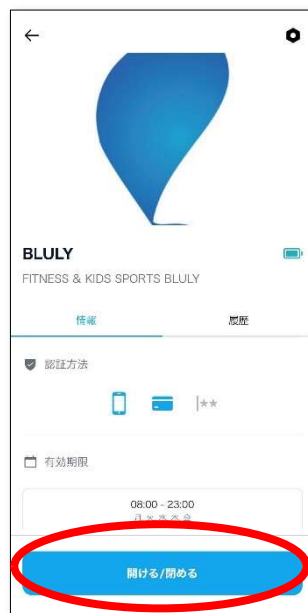 BLULY
FITNESS & KIDS SPORTS BLULY
情報
履歴
認証方法
|**
有効期限
08:00 - 23:00
開ける/閉める